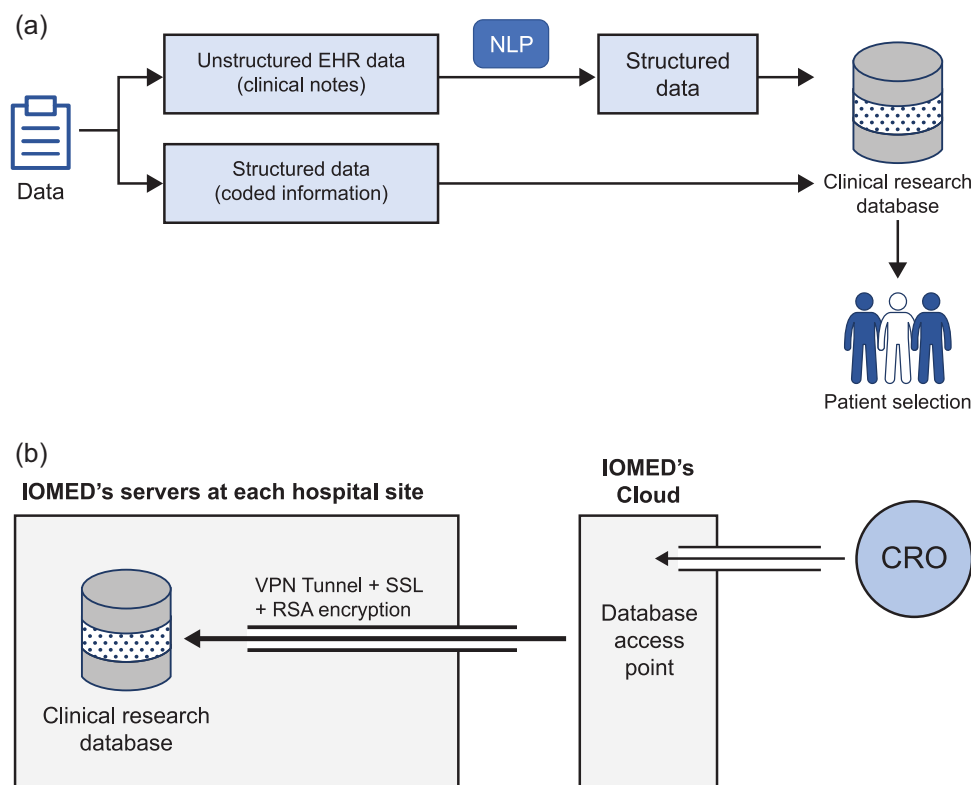 (a)
Unstructured EHR data
(clinical notes)
NLP
Structured
data
Data
Structured data
(coded information)
Clinical research
database
Patient selection
(b)
IOMED's servers at each hospital site
IOMED's
Cloud
CRO
VPN Tunnel + SSL
+ RSA encryption
Database
access
point
Clinical research
database